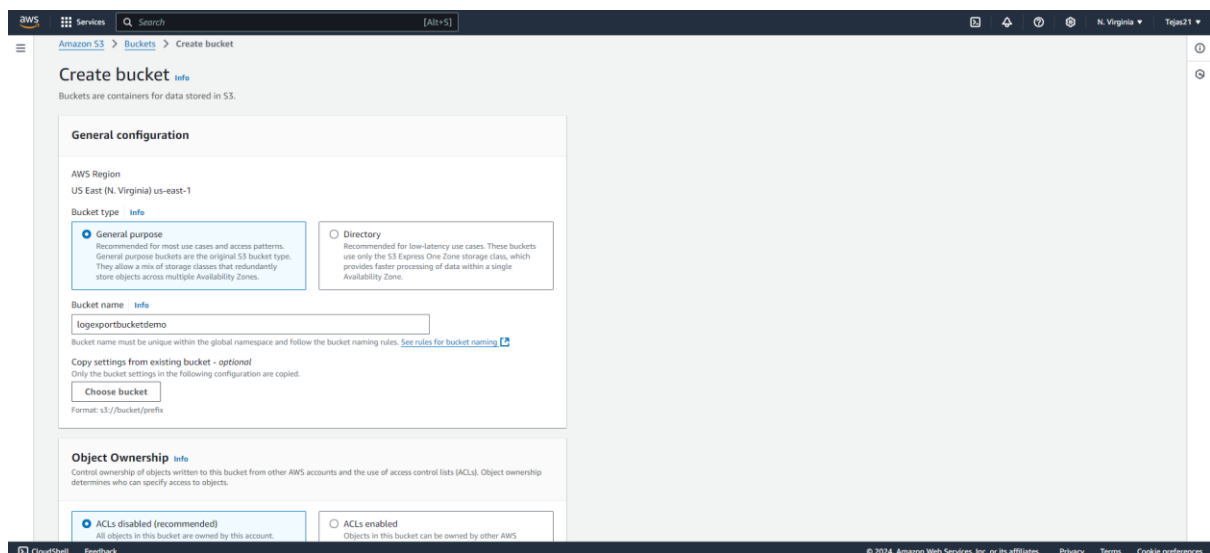 aws
Services
Search
[Alt+S]
N. Virginia
Tejas21
Amazon S3 > Buckets > Create bucket
Create bucket Info
Buckets are containers for data stored in S3.
General configuration
AWS Region
US East (N. Virginia) us-east-1
Bucket type Info
General purpose
Recommended for most use cases and access patterns.
General purpose buckets are the original S3 bucket type.
They allow a mix of storage classes that redundantly
store objects across multiple Availability Zones.
Directory
Recommended for low-latency use cases. These buckets
use only the S3 Express One Zone storage class, which
provides faster processing of data within a single
Availability Zone.
Bucket name Info
logexportbucketdemo
Bucket name must be unique within the global namespace and follow the bucket naming rules. See rules for bucket naming
Copy settings from existing bucket - optional
Only the bucket settings in the following configuration are copied.
Choose bucket
Format: s3://bucket/prefix
Object Ownership Info
Control ownership of objects written to this bucket from other AWS accounts and the use of access control lists (ACLs). Object ownership
determines who can specify access to objects.
ACLs disabled (recommended)
All objects in this bucket are owned by this account.
ACLs enabled
Objects in this bucket can be owned by other AWS
CloudShell
Feedback
© 2024, Amazon Web Services, Inc. or its affiliates.
Privacy
Terms
Cookie preferences